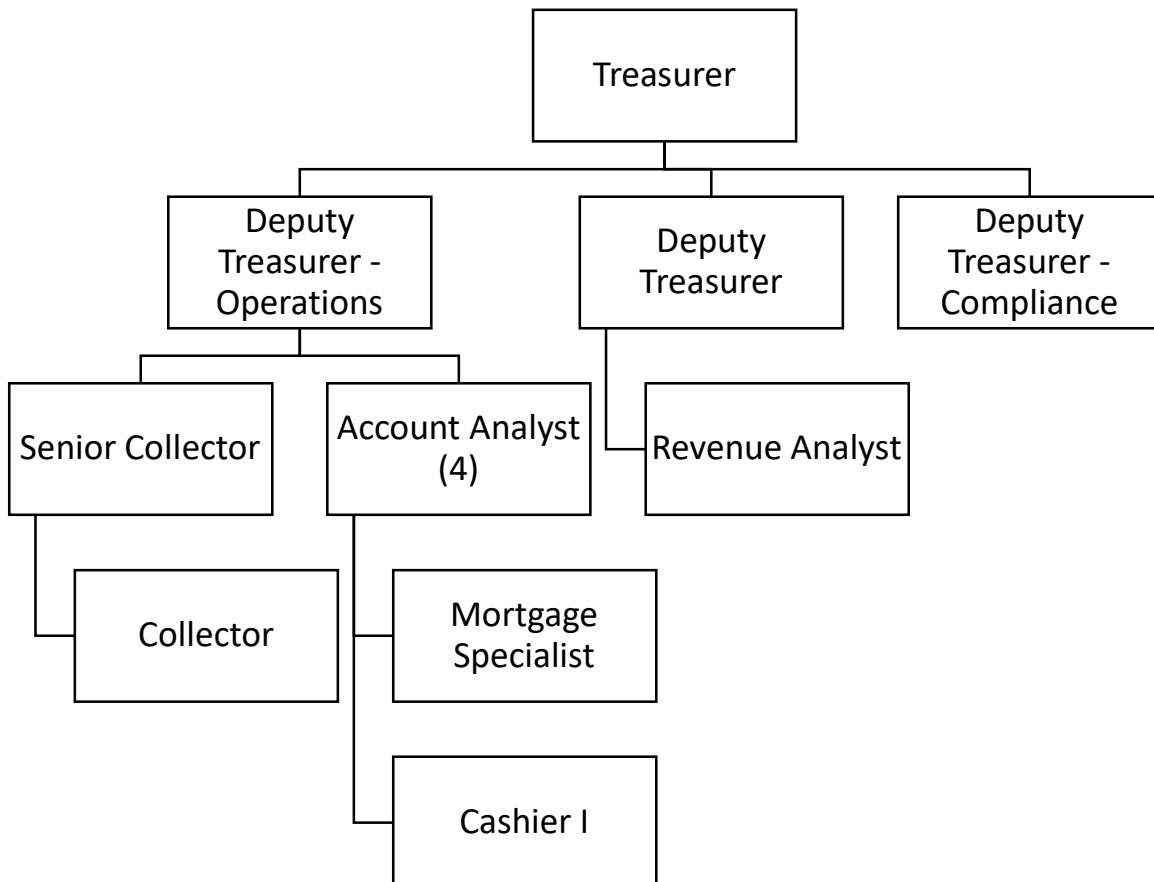 Treasurer
Deputy
Treasurer -
Operations
Deputy
Treasurer
Deputy
Treasurer -
Compliance
Senior Collector
Account Analyst
(4)
Revenue Analyst
Collector
Mortgage
Specialist
Cashier I